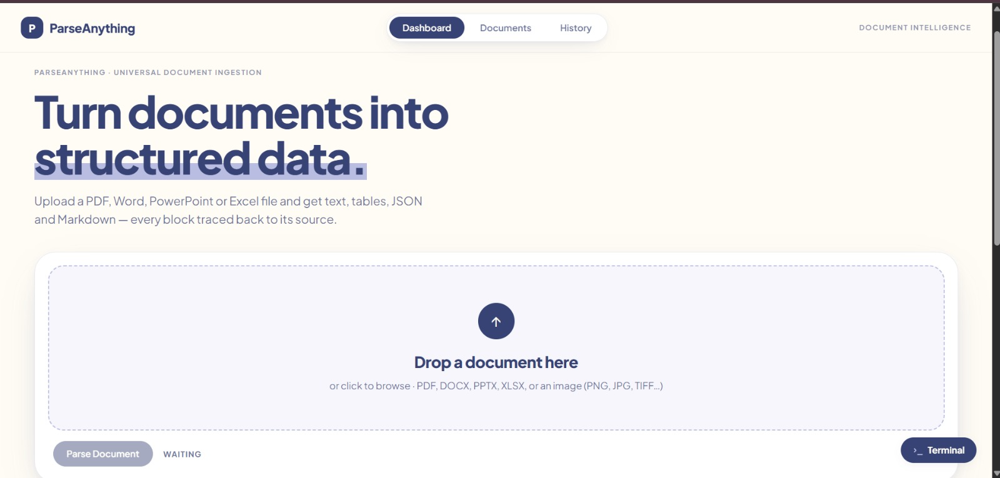 P ParseAnything
Dashboard Documents History
DOCUMENT INTELLIGENCE
PARSEANYTHING · UNIVERSAL DOCUMENT INGESTION
Turn documents into
structured data.
Upload a PDF, Word, PowerPoint or Excel file and get text, tables, JSON
and Markdown — every block traced back to its source.
Drop a document here
or click to browse · PDF, DOCX, PPTX, XLSX, or an image (PNG, JPG, TIFF…)
Parse Document WAITING
›_ Terminal